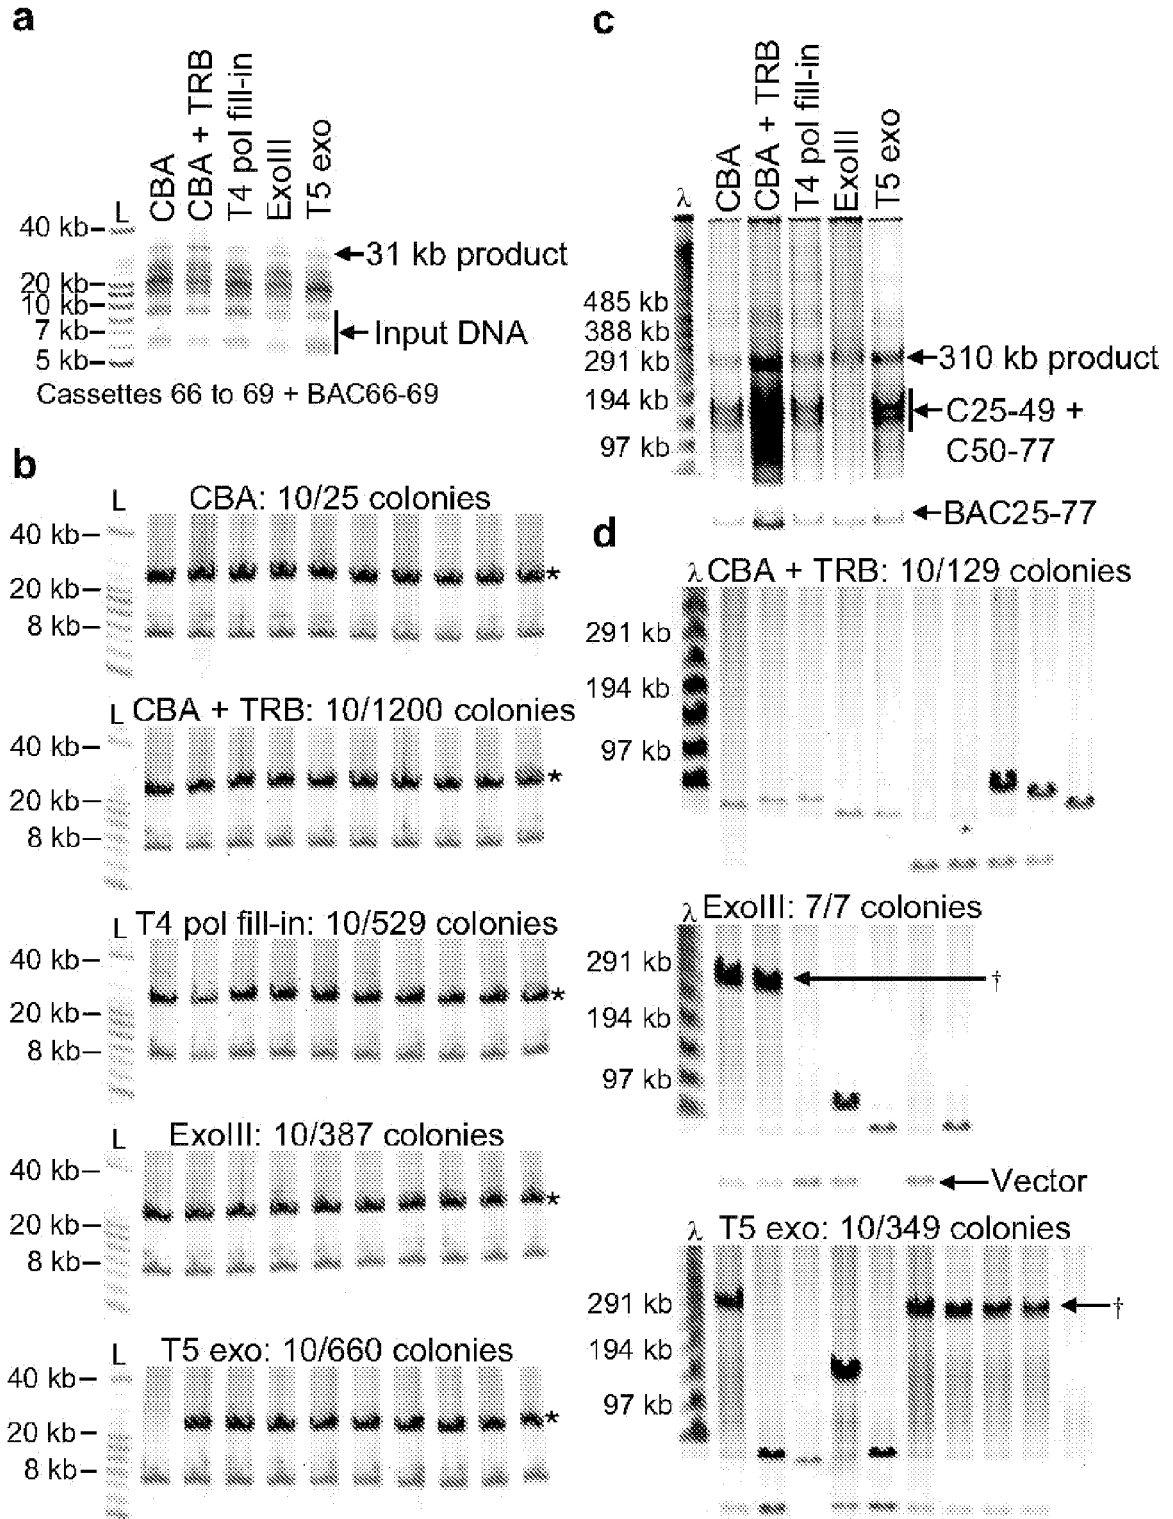 a
L
CBA
CBA + TRB
T4 pol fill-in
ExoIII
T5 exo
40 kb
20 kb
10 kb
7 kb
5 kb
31 kb product
Input DNA
Cassettes 66 to 69 + BAC66-69
b
L
CBA: 10/25 colonies
40 kb
20 kb
8 kb
*
L
CBA + TRB: 10/1200 colonies
40 kb
20 kb
8 kb
*
L
T4 pol fill-in: 10/529 colonies
40 kb
20 kb
8 kb
*
L
ExoIII: 10/387 colonies
40 kb
20 kb
8 kb
*
L
T5 exo: 10/660 colonies
40 kb
20 kb
8 kb
*
c
λ
CBA
CBA + TRB
T4 pol fill-in
ExoIII
T5 exo
485 kb
388 kb
291 kb
194 kb
97 kb
310 kb product
C25-49 +
C50-77
BAC25-77
d
λ
CBA + TRB: 10/129 colonies
291 kb
194 kb
97 kb
λ
ExoIII: 7/7 colonies
291 kb
194 kb
97 kb
†
Vector
λ
T5 exo: 10/349 colonies
291 kb
194 kb
97 kb
†